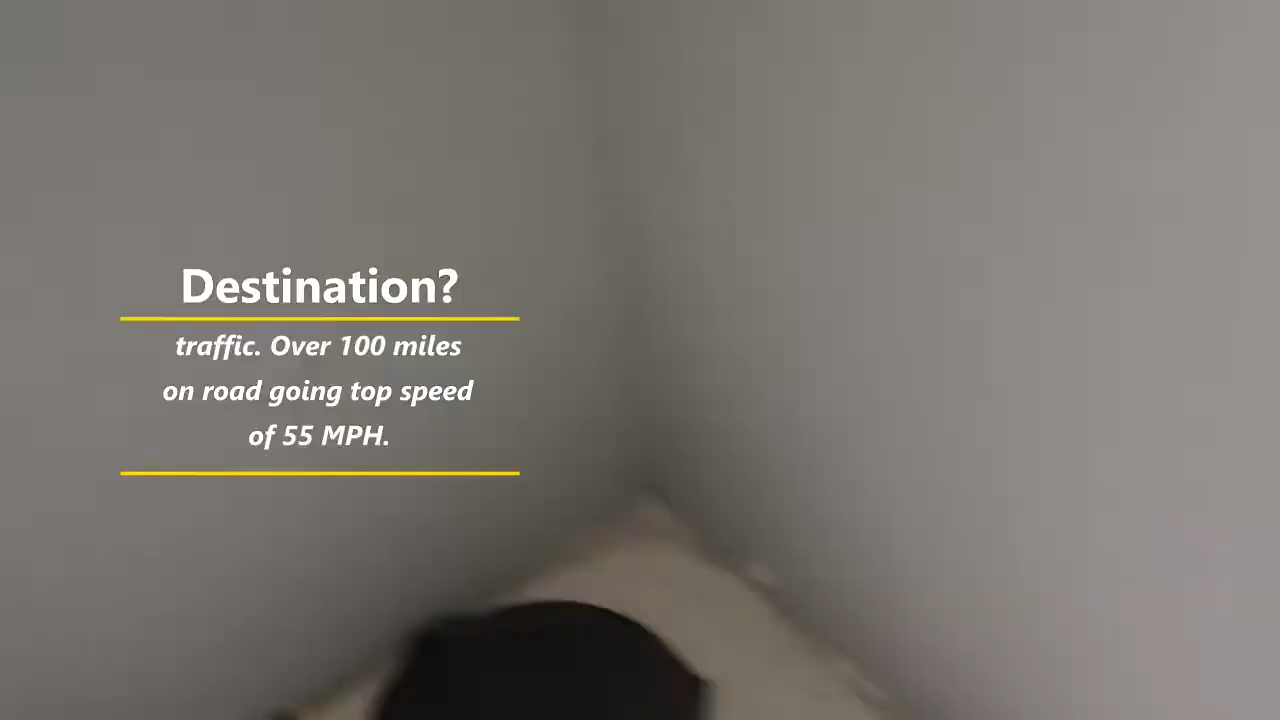 Destination?
traffic. Over 100 miles
on road going top speed
of 55 MPH.